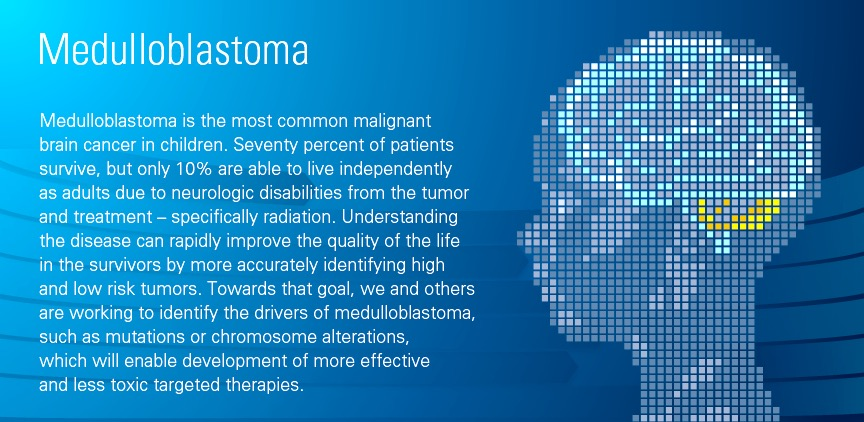 Medulloblastoma
Medulloblastoma is the most common malignant
brain cancer in children. Seventy percent of patients
survive, but only 10% are able to live independently
as adults due to neurologic disabilities from the tumor
and treatment – specifically radiation. Understanding
the disease can rapidly improve the quality of the life
in the survivors by more accurately identifying high
and low risk tumors. Towards that goal, we and others
are working to identify the drivers of medulloblastoma,
such as mutations or chromosome alterations,
which will enable development of more effective
and less toxic targeted therapies.